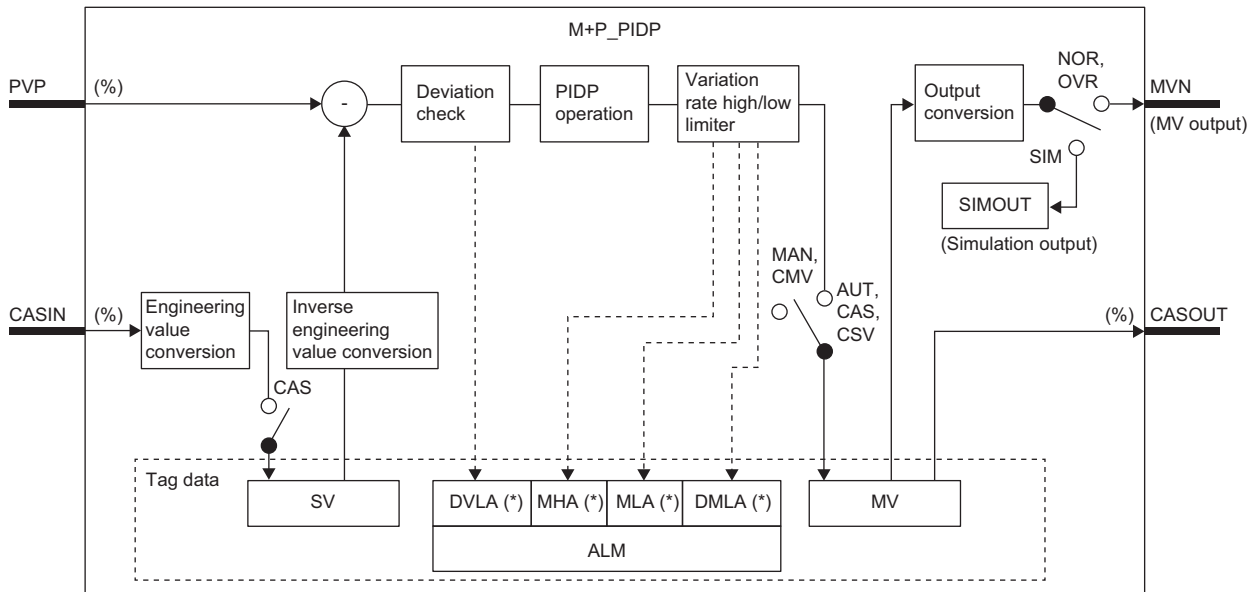 M+P_PIDP
PVP
(%)
-
Deviation
check
PIDP
operation
Variation
rate high/low
limiter
Output
conversion
NOR,
OVR
MVN
(MV output)
SIM
SIMOUT
(Simulation output)
MAN,
CMV
AUT,
CAS,
CSV
CASIN
(%)
Engineering
value
conversion
Inverse
engineering
value conversion
(%)
CASOUT
CAS
Tag data
SV
DVLA (*)
MHA (*)
MLA (*)
DMLA (*)
MV
ALM